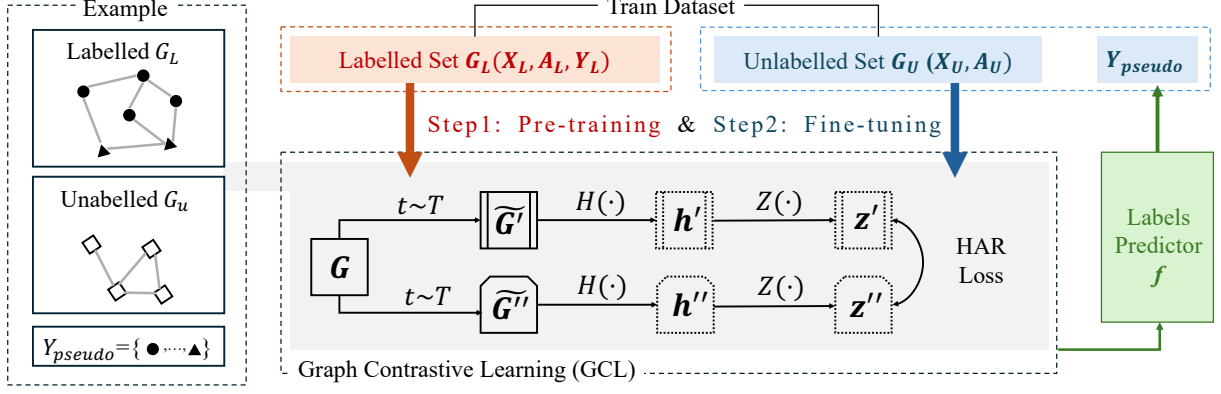 Example
Labelled G_L
Unabelled G_u
Y_pseudo={ ●,...,▲}
Train Dataset
Labelled Set G_L(X_L, A_L, Y_L)
Unlabelled Set G_U (X_U, A_U)
Y_pseudo
Step1: Pre-training & Step2: Fine-tuning
t~T
G̃'
H(·)
h'
Z(·)
z'
G
HAR
Loss
t~T
G̃''
H(·)
h''
Z(·)
z''
Graph Contrastive Learning (GCL)
Labels
Predictor
f